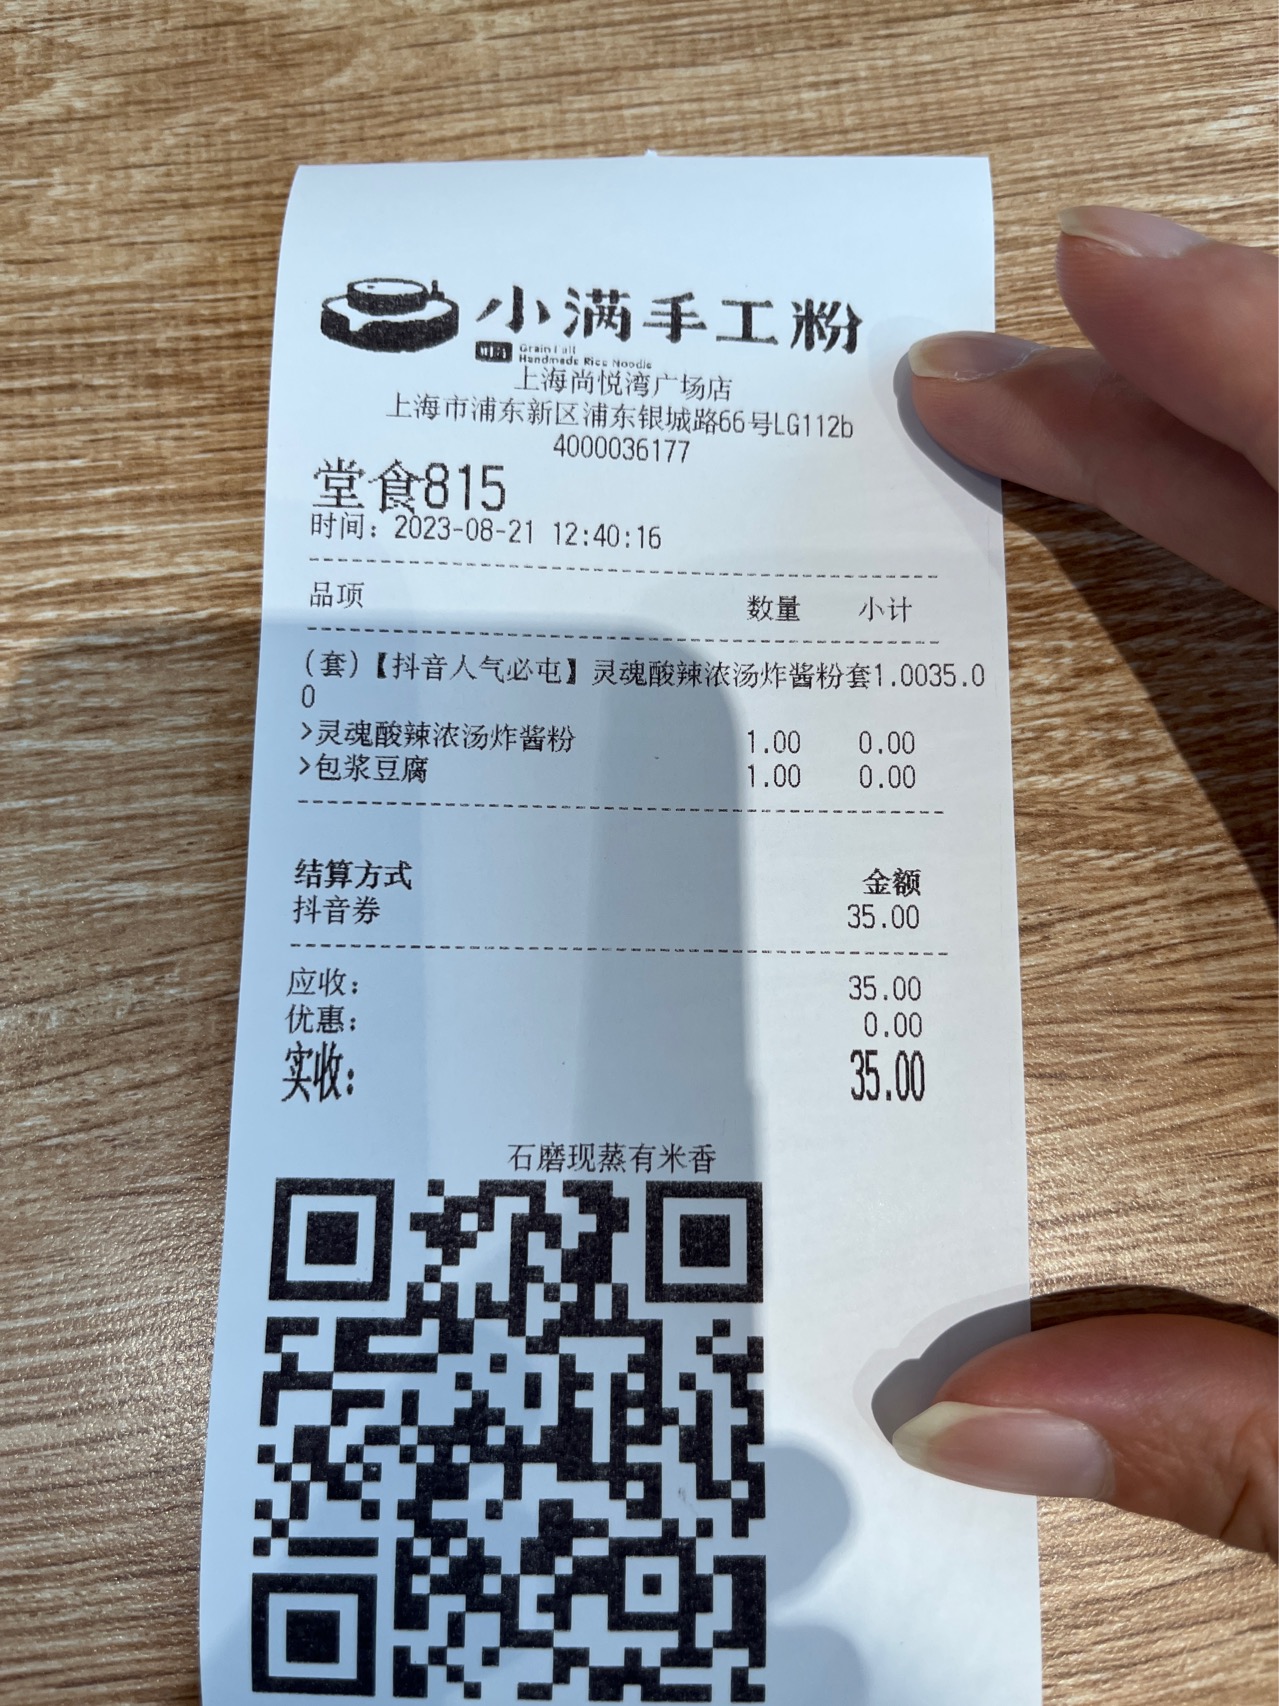 小满手工粉
Grain Full
Handmade Rice Noodle
上海尚悦湾广场店
上海市浦东新区浦东银城路66号LG112b
4000036177
堂食815
时间：2023-08-21 12:40:16
品项 数量 小计
(套)【抖音人气必屯】灵魂酸辣浓汤炸酱粉套1.0035.0
0
>灵魂酸辣浓汤炸酱粉 1.00 0.00
>包浆豆腐 1.00 0.00
结算方式 金额
抖音券 35.00
应收： 35.00
优惠： 0.00
实收： 35.00
石磨现蒸有米香